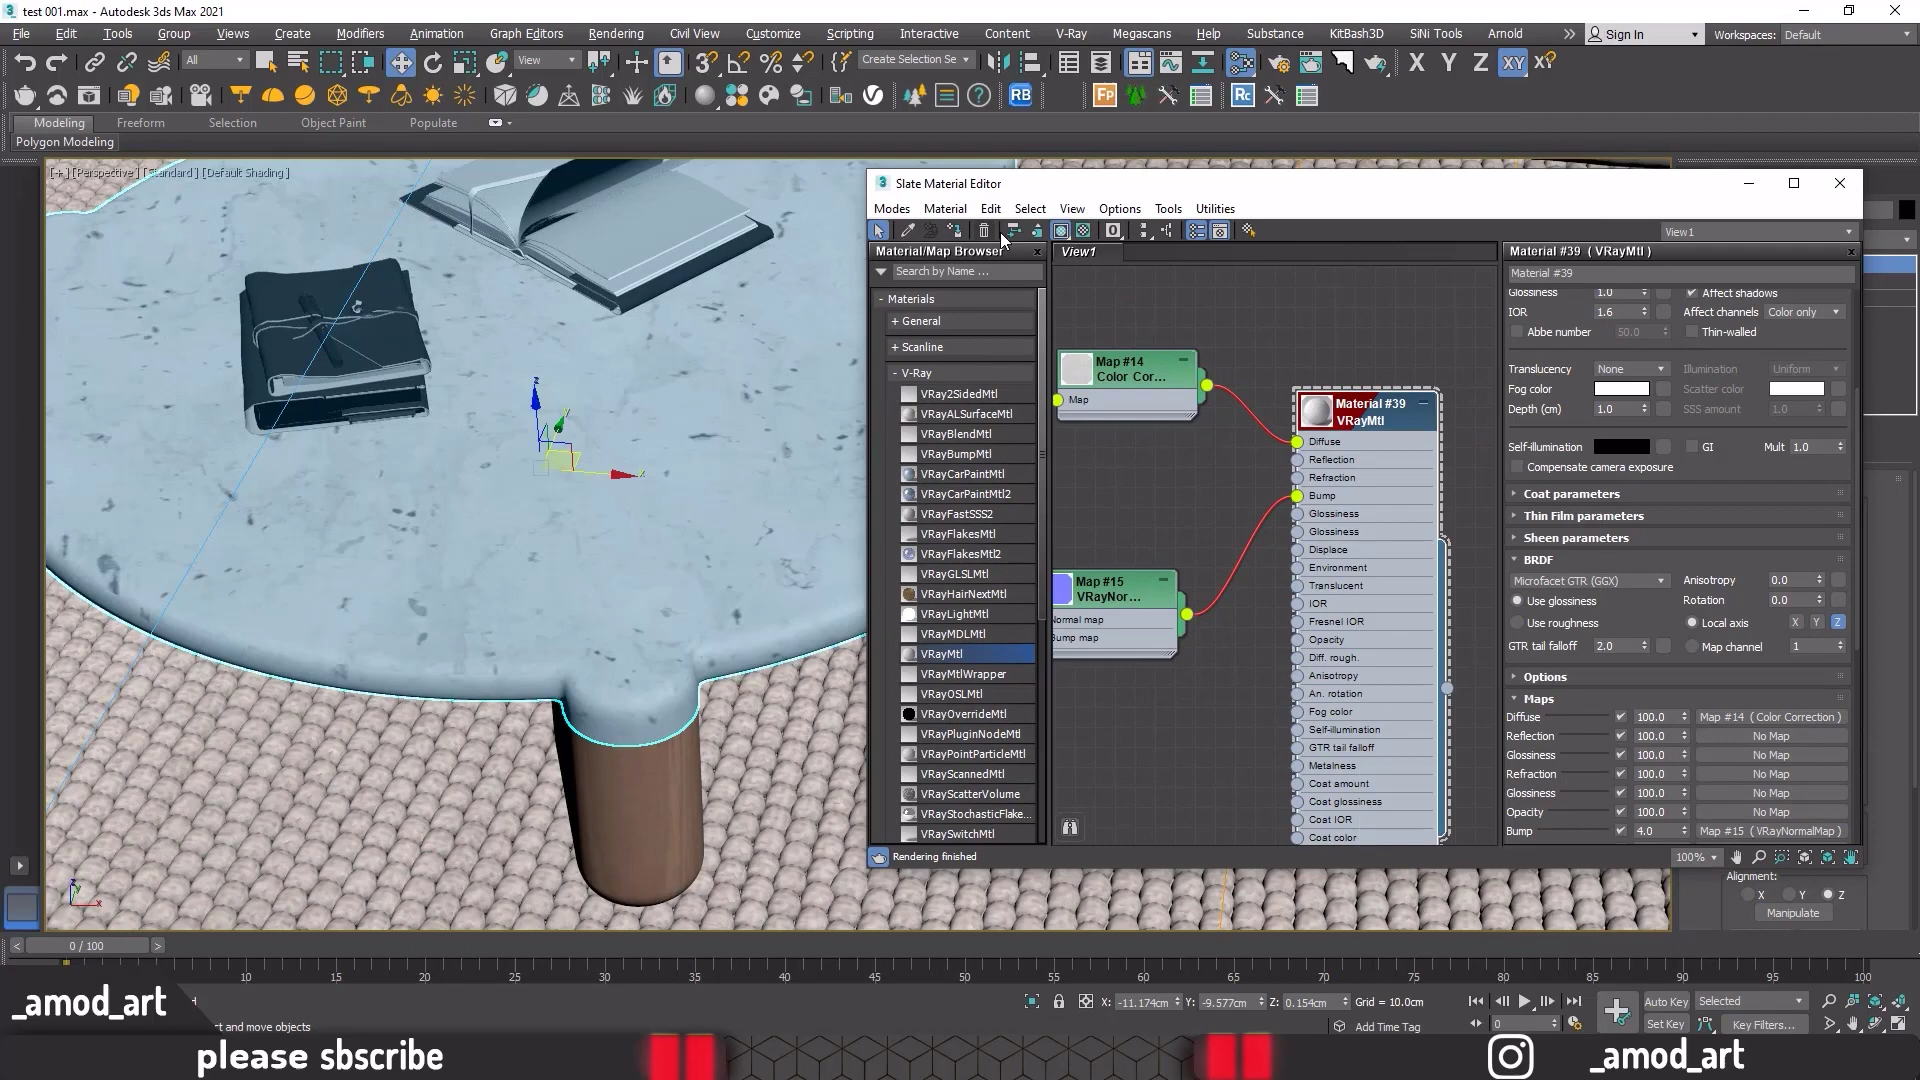 test 001.max - Autodesk 3ds Max 2021
File Edit Tools Group Views Create Modifiers Animation Graph Editors Rendering Civil View Customize Scripting Interactive Content V-Ray Megascans Help Substance KitBash3D SiNi Tools Arnold Sign In Workspaces: Default
All View Create Selection Se X Y Z XY
RB Fp Rc
Modeling Freeform Selection Object Paint Populate
Polygon Modeling
[+] [Perspective] [Standard] [Default Shading]
Slate Material Editor
Modes Material Edit Select View Options Tools Utilities
View1
Material/Map Browser
Search by Name ...
- Materials
+ General
+ Scanline
- V-Ray
VRay2SidedMtl
VRayALSurfaceMtl
VRayBlendMtl
VRayBumpMtl
VRayCarPaintMtl
VRayCarPaintMtl2
VRayFastSSS2
VRayFlakesMtl
VRayFlakesMtl2
VRayGLSLMtl
VRayHairNextMtl
VRayLightMtl
VRayMDLMtl
VRayMtl
VRayMtlWrapper
VRayOSLMtl
VRayOverrideMtl
VRayPluginNodeMtl
VRayPointParticleMtl
VRayScannedMtl
VRayScatterVolume
VRayStochasticFlake...
VRaySwitchMtl
Rendering finished
View1
Map #14
Color Cor...
Map
Map #15
VRayNor...
Normal map
Bump map
Material #39
VRayMtl
Diffuse
Reflection
Refraction
Bump
Glossiness
Glossiness
Displace
Environment
Translucent
IOR
Fresnel IOR
Opacity
Diff. rough.
Anisotropy
An. rotation
Fog color
Self-illumination
GTR tail falloff
Metalness
Coat amount
Coat glossiness
Coat IOR
Coat color
Material #39 ( VRayMtl )
Material #39
Glossiness 1.0 Affect shadows
IOR 1.6 Affect channels Color only
Abbe number 50.0 Thin-walled
Translucency None Illumination Uniform
Fog color Scatter color
Depth (cm) 1.0 SSS amount 1.0
Self-illumination GI Mult 1.0
Compensate camera exposure
Coat parameters
Thin Film parameters
Sheen parameters
BRDF
Microfacet GTR (GGX) Anisotropy 0.0
Use glossiness Rotation 0.0
Use roughness Local axis X Y Z
GTR tail falloff 2.0 Map channel 1
Options
Maps
Diffuse 100.0 Map #14 ( Color Correction )
Reflection 100.0 No Map
Glossiness 100.0 No Map
Refraction 100.0 No Map
Glossiness 100.0 No Map
Opacity 100.0 No Map
Bump 4.0 Map #15 ( VRayNormalMap )
100%
Alignment:
X Y Z
Manipulate
0 / 100
10 15 20 25 30 35 40 45 50 55 60 65 70 75 80 85 90 95 100
X: -11.174cm Y: -9.577cm Z: 0.154cm Grid = 10.0cm
Auto Key Selected
ct and move objects
Add Time Tag
0
Set Key Key Filters...
_amod_art
please sbscribe
_amod_art